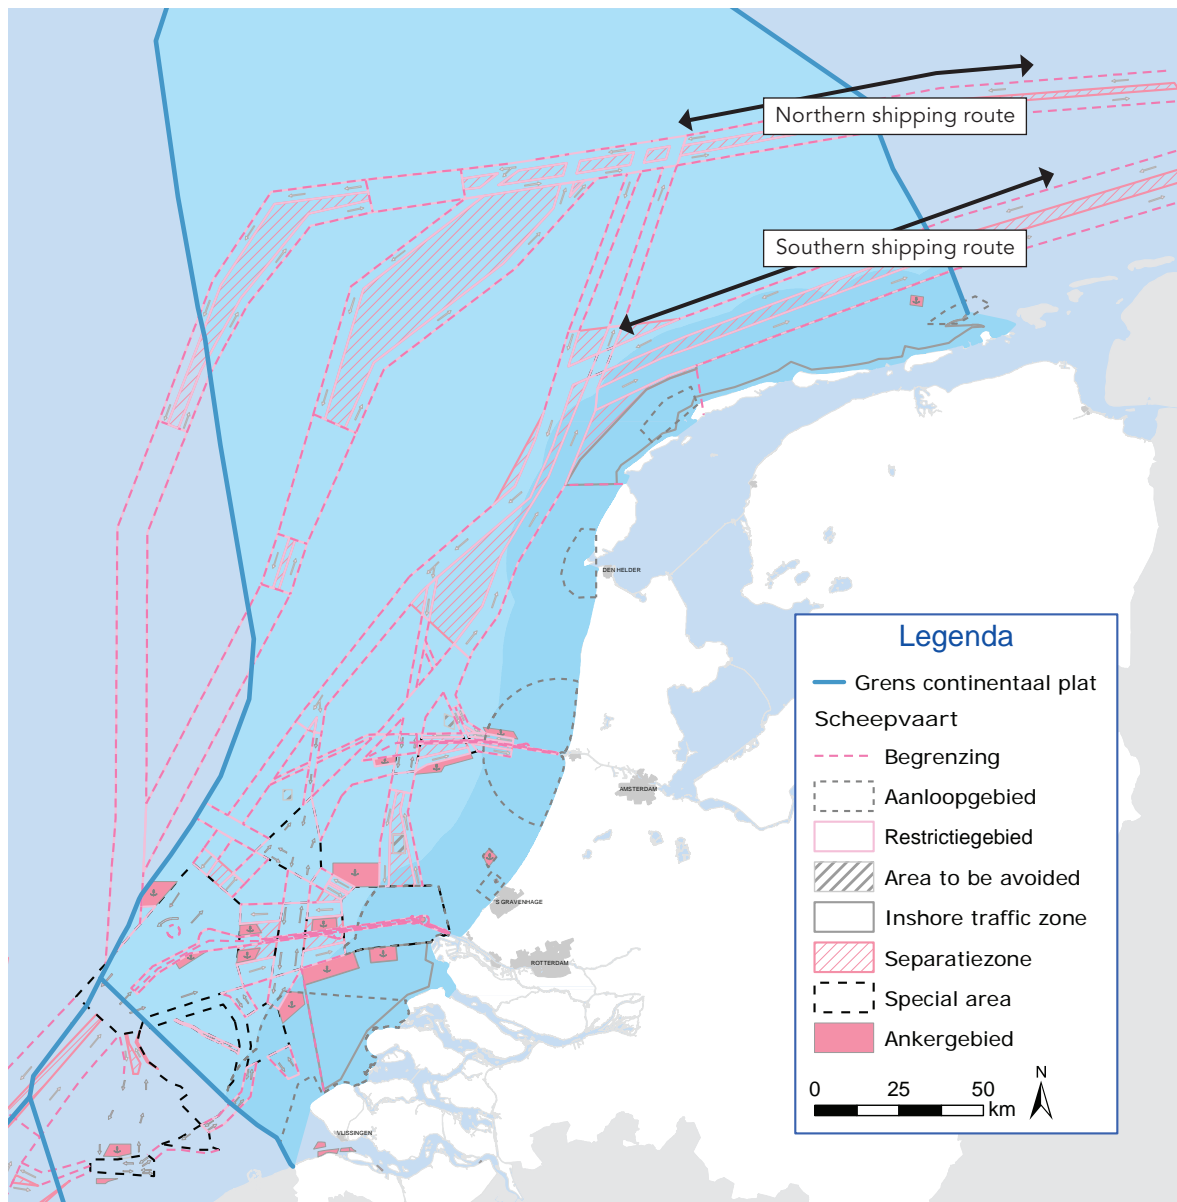 Northern shipping route
Southern shipping route
DEN HELDER
AMSTERDAM
'S GRAVENHAGE
ROTTERDAM
VLISSINGEN
Legenda
Grens continentaal plat
Scheepvaart
Begrenzing
Aanloopgebied
Restrictiegebied
Area to be avoided
Inshore traffic zone
Separatiezone
Special area
Ankergebied
0 25 50
km
N